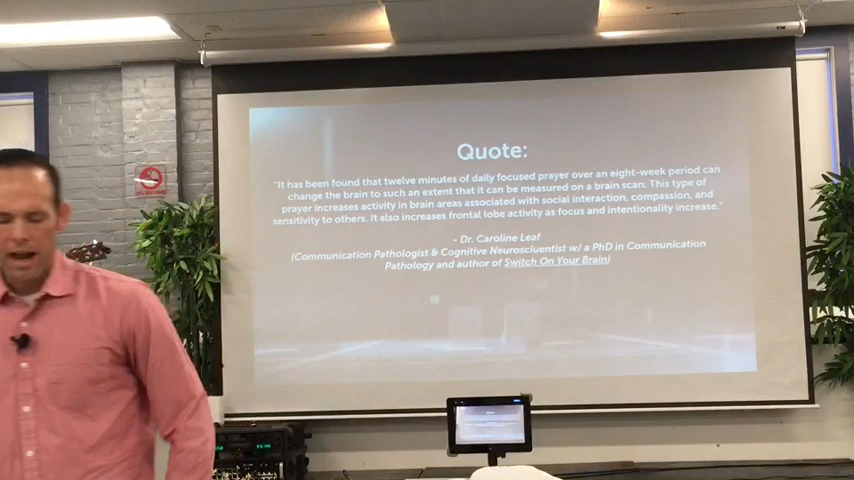 Quote:
"It has been found that twelve minutes of daily focused prayer over an eight-week period can
change the brain to such an extent that it can be measured on a brain scan. This type of
prayer increases activity in brain areas associated with social interaction, compassion, and
sensitivity to others. It also increases frontal lobe activity as focus and intentionality increase."
- Dr. Caroline Leaf
(Communication Pathologist & Cognitive Neurosciuentist w/ a PhD in Communication
Pathology and author of Switch On Your Brain)
NO SMOKING